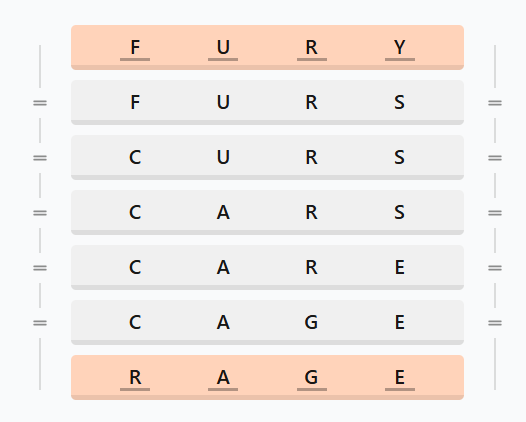 F U R Y
F U R S
C U R S
C A R S
C A R E
C A G E
R A G E